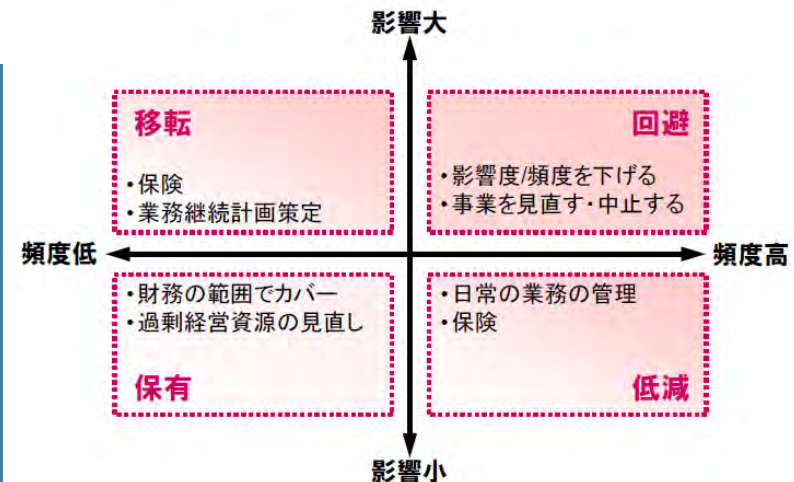 影響大
移転
・保険
・業務継続計画策定
回避
・影響度/頻度を下げる
・事業を見直す・中止する
頻度低
頻度高
・財務の範囲でカバー
・過剰経営資源の見直し
保有
・日常の業務の管理
・保険
低減
影響小